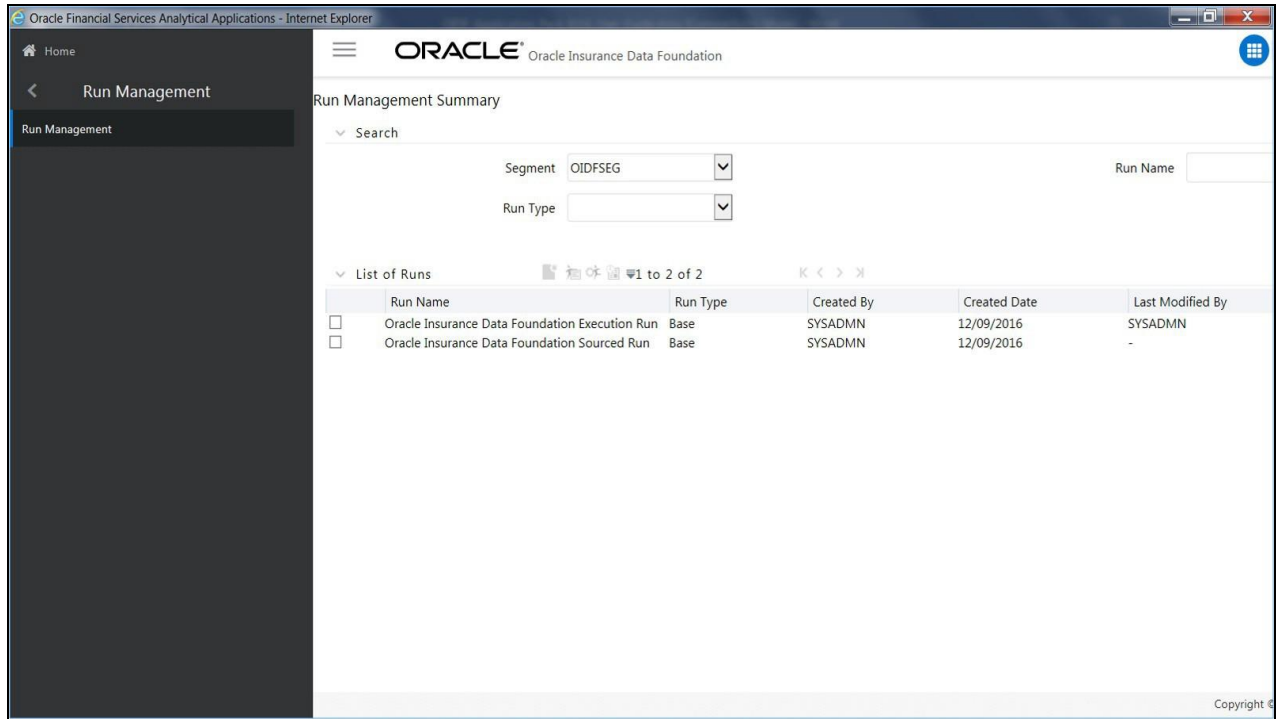 Oracle Financial Services Analytical Applications - Internet Explorer
Home
Run Management
Run Management
ORACLE® Oracle Insurance Data Foundation
Run Management Summary
Search
Segment OIDFSEG Run Name
Run Type
List of Runs 1 to 2 of 2
Run Name Run Type Created By Created Date Last Modified By
Oracle Insurance Data Foundation Execution Run Base SYSADMN 12/09/2016 SYSADMN
Oracle Insurance Data Foundation Sourced Run Base SYSADMN 12/09/2016 -
Copyright ©